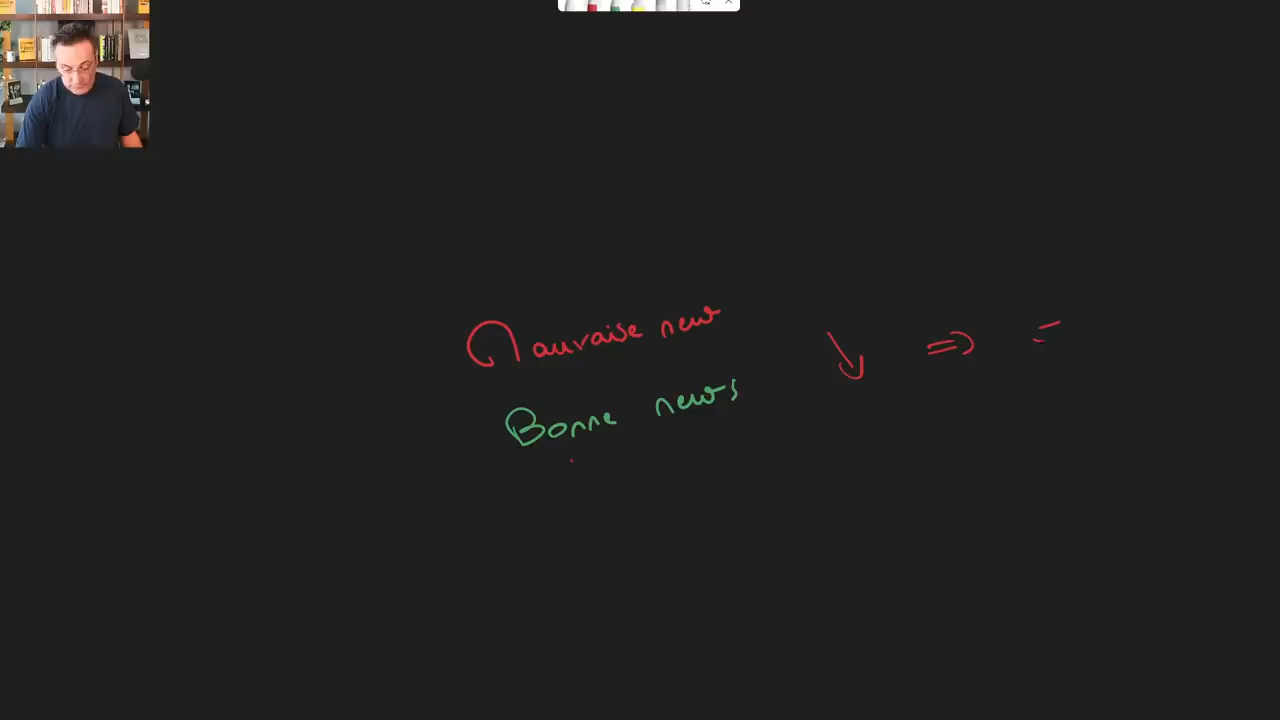 Mauvaise new ↘ ⇒ =
Bonne news